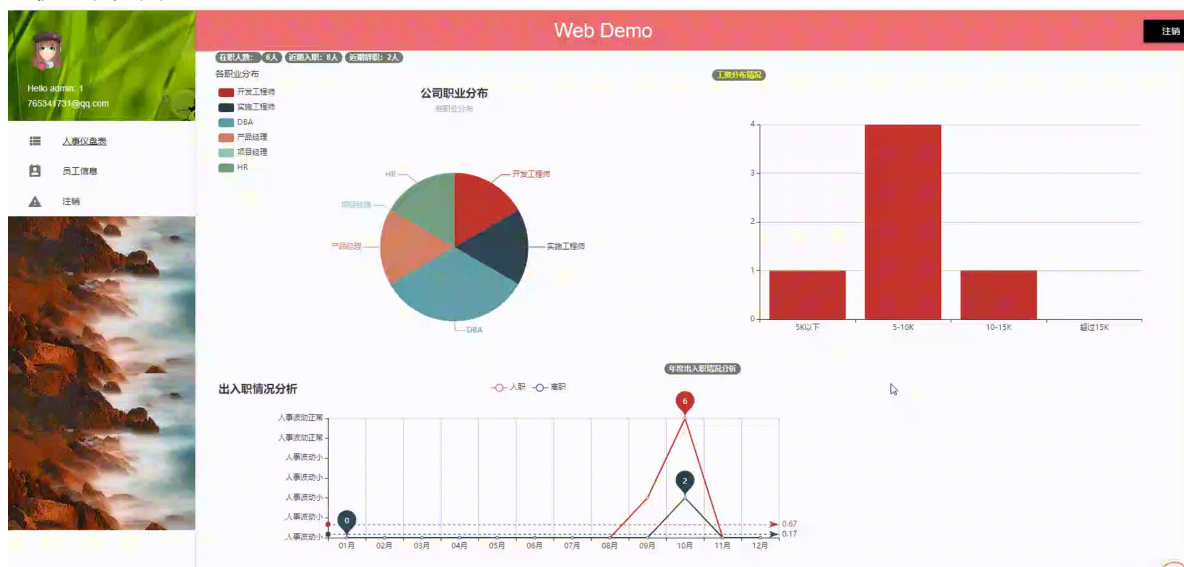 Web Demo
注销
Hello admin: 1
765341731@qq.com
人事仪盘表
员工信息
注销
在职人数: 6人 近期入职: 8人 近期辞职: 2人
各职业分布
开发工程师
实施工程师
DBA
产品经理
项目经理
HR
公司职业分布
各职业分布
HR
开发工程师
项目经理
产品经理
实施工程师
DBA
工资分布情况
4
3
2
1
0
5K以下 5-10K 10-15K 超过15K
年度出入职情况分析
出入职情况分析
入职 离职
人事波动正常
人事波动正常
人事波动小
人事波动小
人事波动小
人事波动小
人事波动小
6
2
0
0.67
0.17
01月 02月 03月 04月 05月 06月 07月 08月 09月 10月 11月 12月